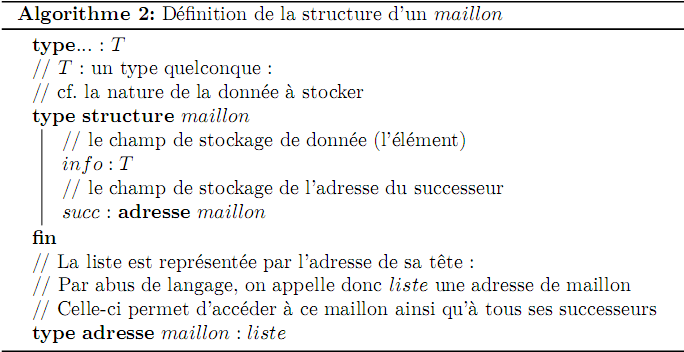 Algorithme 2: Définition de la structure d'un maillon
type... : T
// T : un type quelconque :
// cf. la nature de la donnée à stocker
type structure maillon
// le champ de stockage de donnée (l'élément)
info : T
// le champ de stockage de l'adresse du successeur
succ : adresse maillon
fin
// La liste est représentée par l'adresse de sa tête :
// Par abus de langage, on appelle donc liste une adresse de maillon
// Celle-ci permet d'accéder à ce maillon ainsi qu'à tous ses successeurs
type adresse maillon : liste